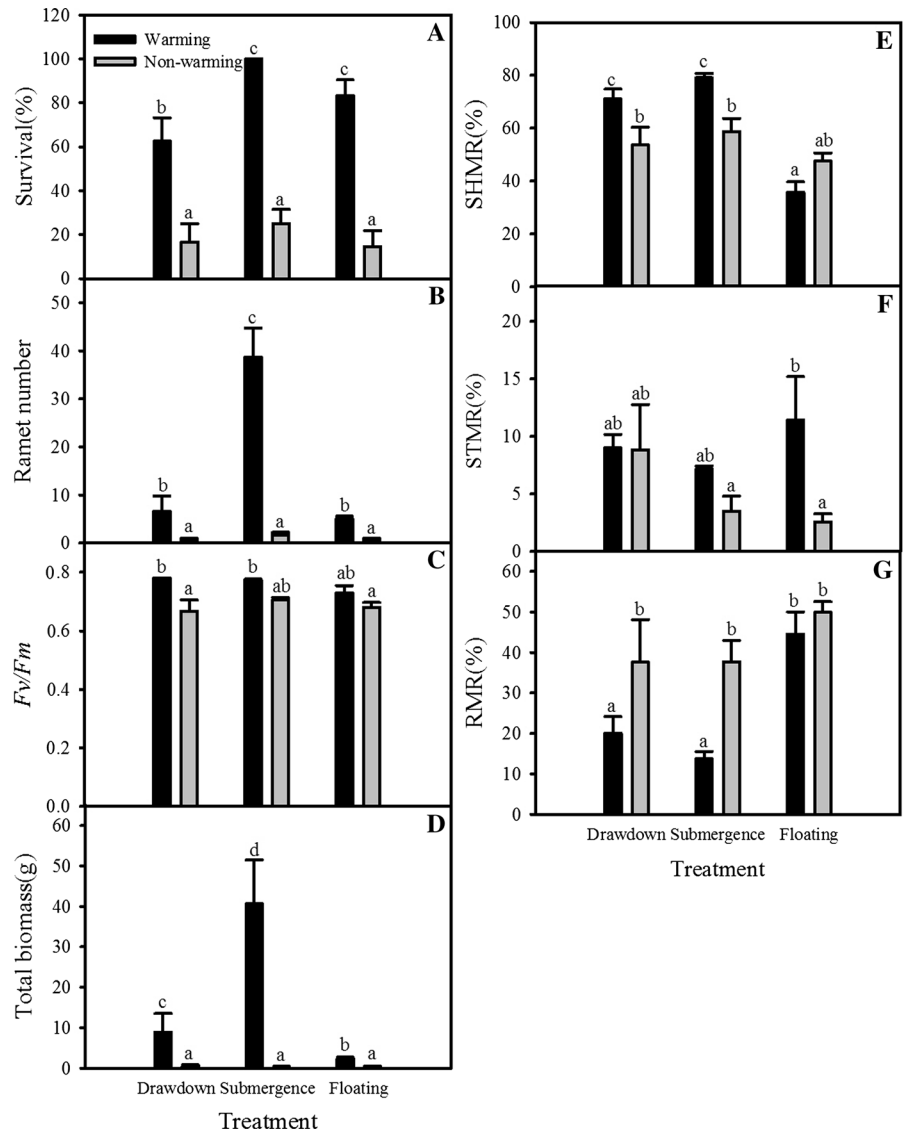 A
Warming
Non-warming
Survival(%)
120
100
80
60
40
20
0
b
a
c
a
c
a
B
Ramet number
50
40
30
20
10
0
b
a
c
a
b
a
C
Fv/Fm
0.8
0.6
0.4
0.2
0.0
b
a
b
ab
ab
a
D
Total biomass(g)
60
50
40
30
20
10
0
c
a
d
a
b
a
Drawdown Submergence Floating
Treatment
E
SHMR(%)
100
80
60
40
20
0
c
b
c
b
a
ab
F
STMR(%)
20
15
10
5
0
ab
ab
ab
a
b
a
G
RMR(%)
60
50
40
30
20
10
0
a
b
a
b
b
b
Drawdown Submergence Floating
Treatment